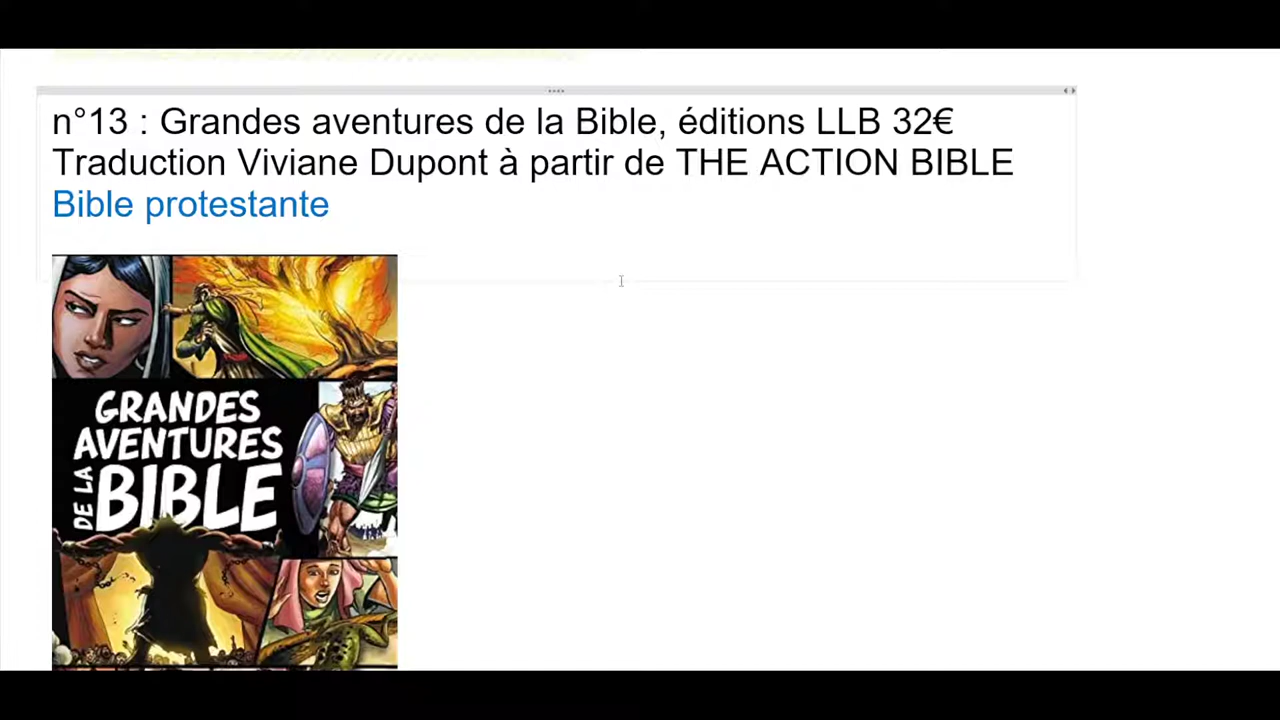 n°13 : Grandes aventures de la Bible, éditions LLB 32€
Traduction Viviane Dupont à partir de THE ACTION BIBLE
Bible protestante
GRANDES
AVENTURES
DE LA BIBLE